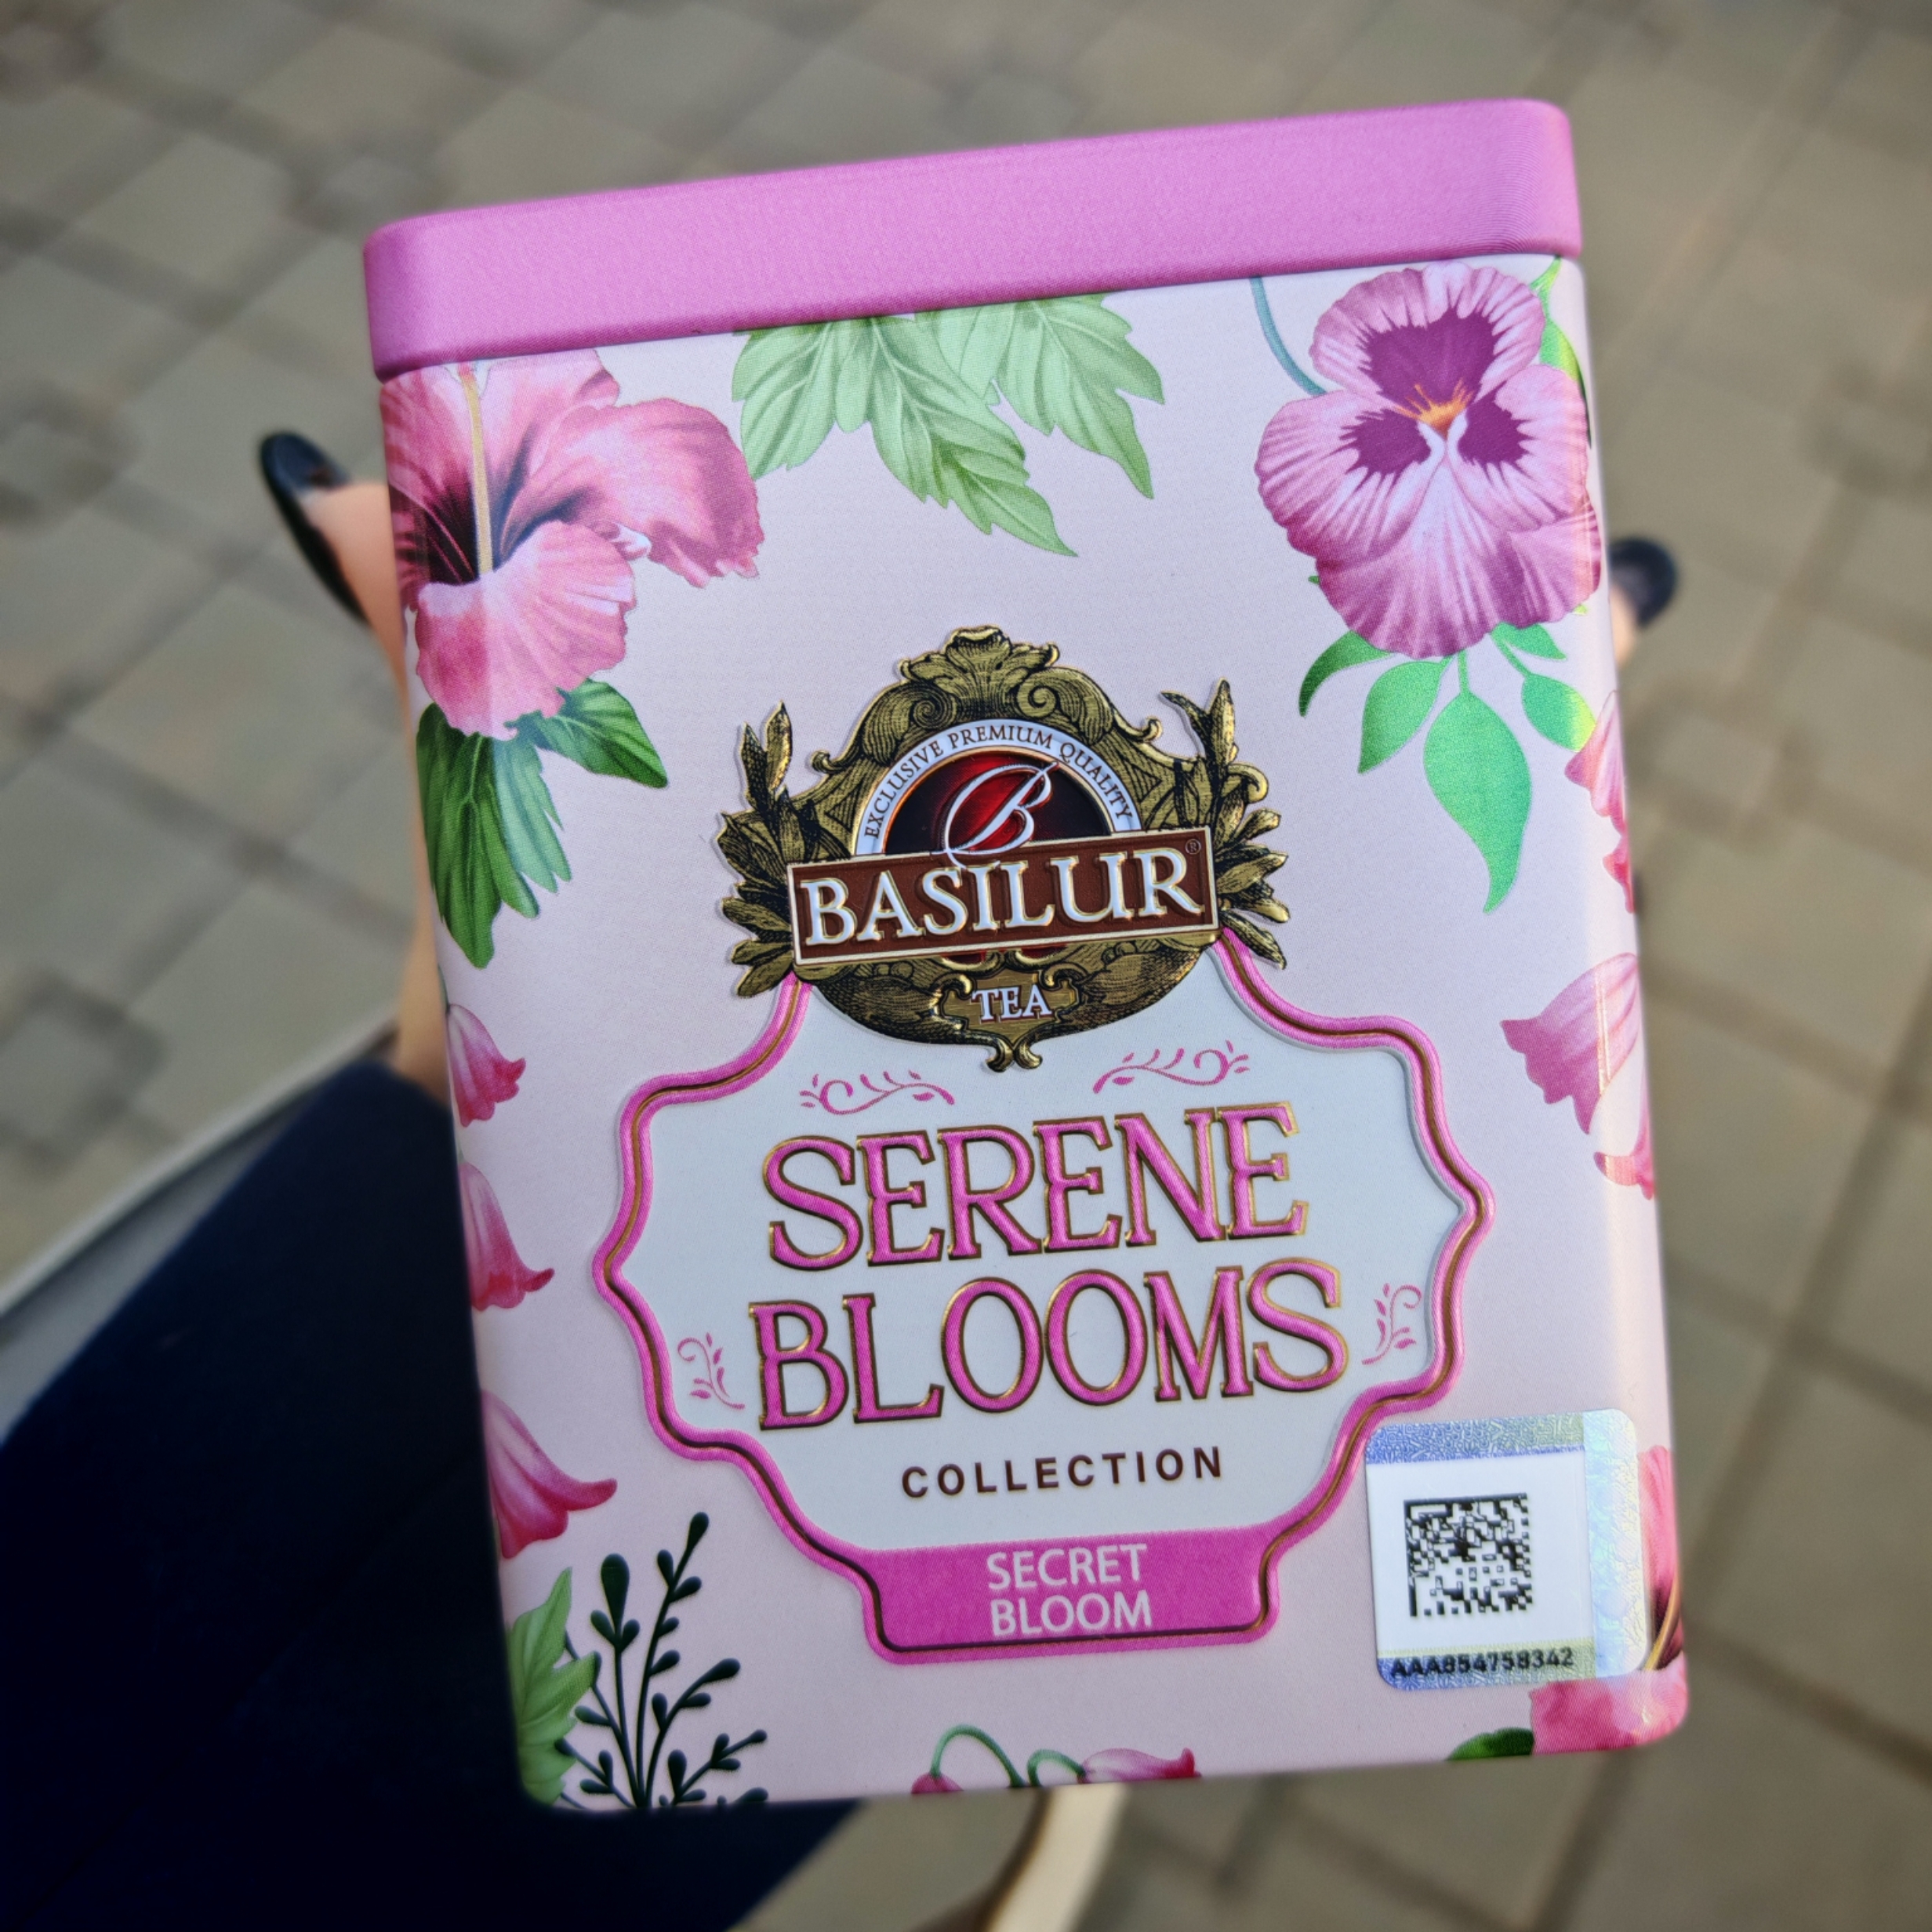 EXCLUSIVE PREMIUM QUALITY
B
BASILUR®
TEA
SERENE
BLOOMS
COLLECTION
SECRET
BLOOM
AAA854758342